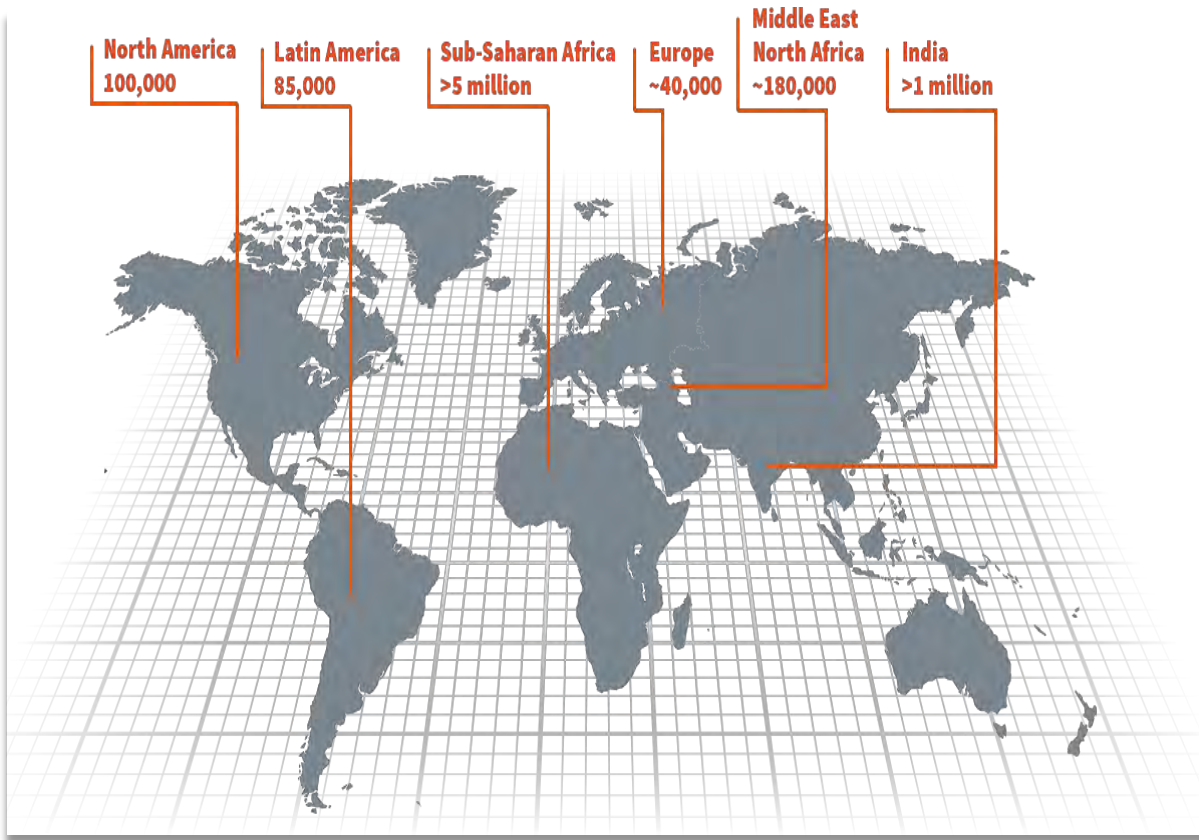 North America
100,000
Latin America
85,000
Sub-Saharan Africa
>5 million
Europe
~40,000
Middle East
North Africa
~180,000
India
>1 million